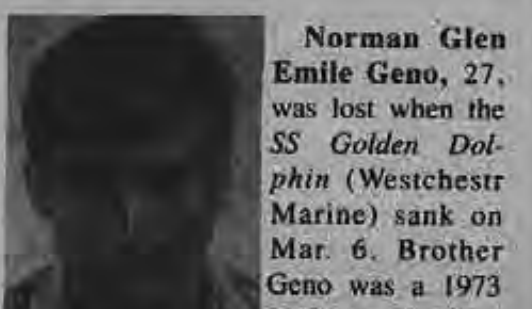 Norman Glen
Emile Geno, 27,
was lost when the
SS Golden Dol-
phin (Westchestr
Marine) sank on
Mar. 6. Brother
Geno was a 1973